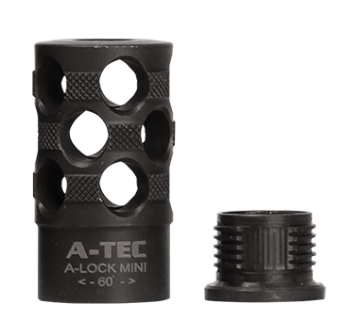 A-TEC
A-LOCK MINI
<- 60° ->